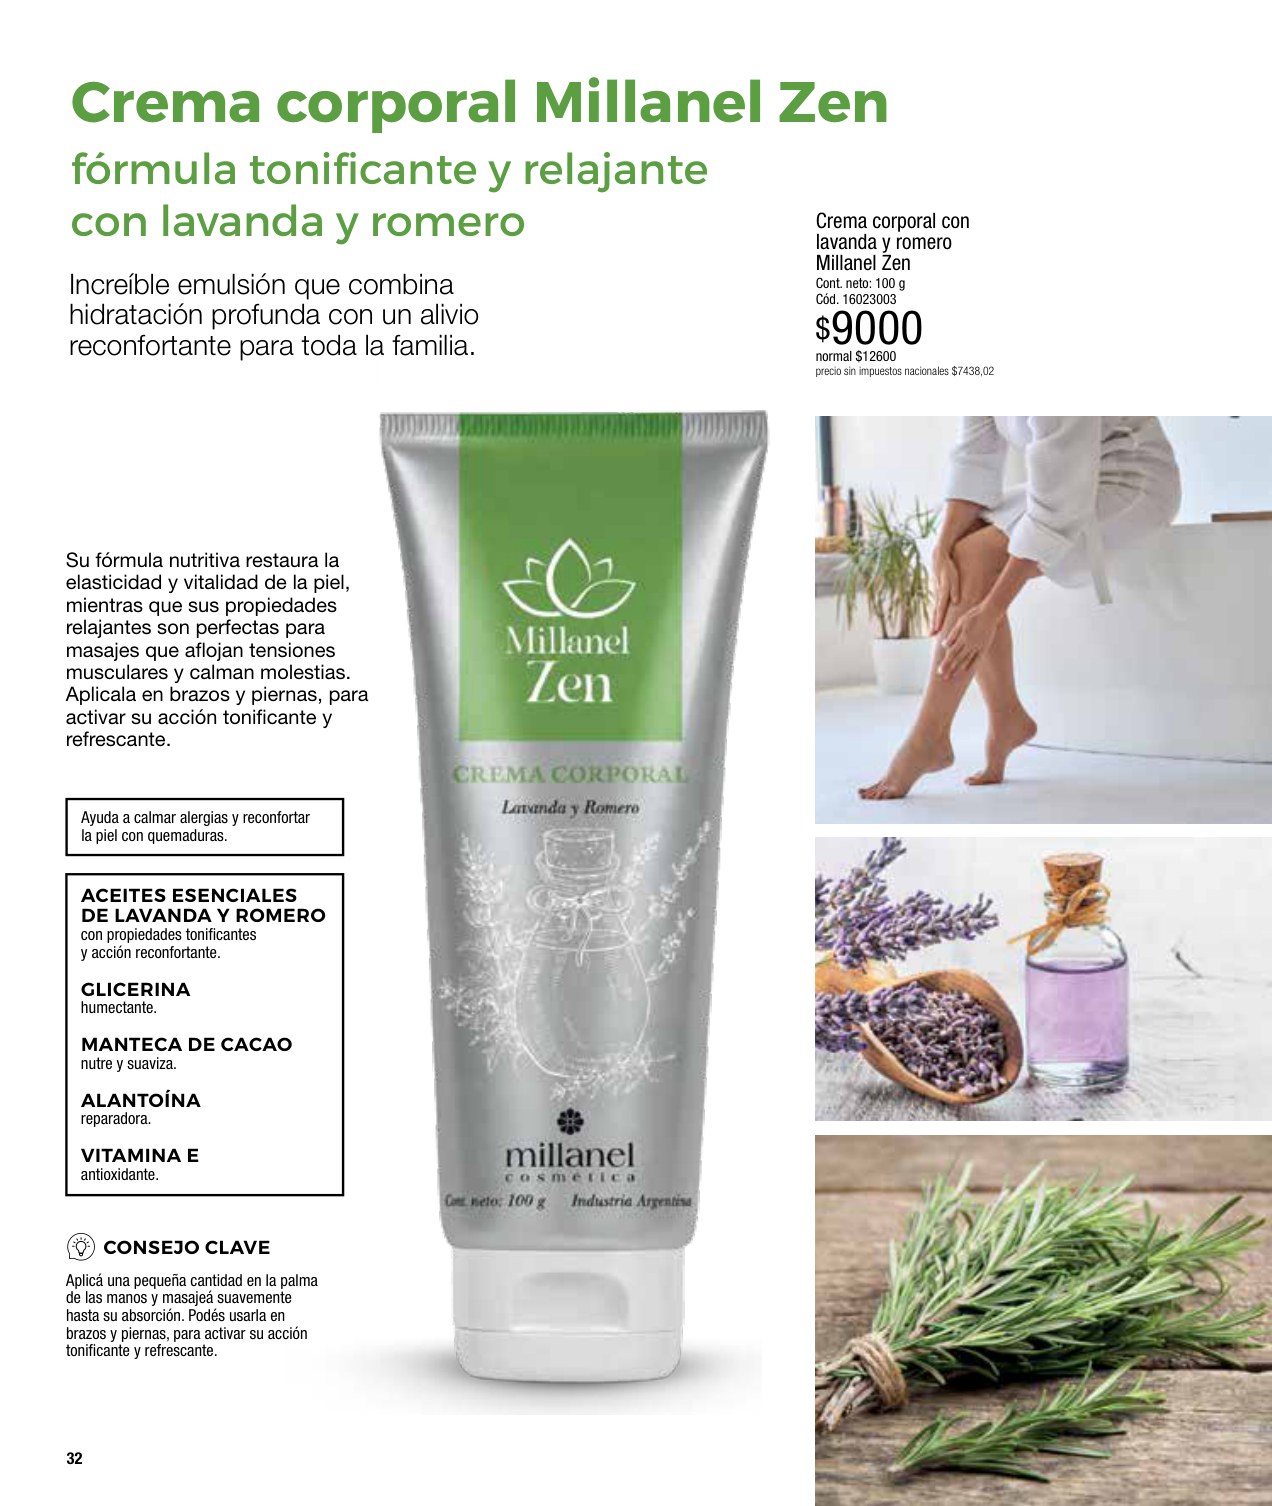 Crema corporal Millanel Zen
fórmula tonificante y relajante
con lavanda y romero
Increíble emulsión que combina
hidratación profunda con un alivio
reconfortante para toda la familia.
Crema corporal con
lavanda y romero
Millanel Zen
Cont. neto: 100 g
Cód. 16023003
$9000
normal $12600
precio sin impuestos nacionales $7438,02
Su fórmula nutritiva restaura la
elasticidad y vitalidad de la piel,
mientras que sus propiedades
relajantes son perfectas para
masajes que aflojan tensiones
musculares y calman molestias.
Aplicala en brazos y piernas, para
activar su acción tonificante y
refrescante.
Ayuda a calmar alergias y reconfortar
la piel con quemaduras.
ACEITES ESENCIALES
DE LAVANDA Y ROMERO
con propiedades tonificantes
y acción reconfortante.
GLICERINA
humectante.
MANTECA DE CACAO
nutre y suaviza.
ALANTOÍNA
reparadora.
VITAMINA E
antioxidante.
CONSEJO CLAVE
Aplicá una pequeña cantidad en la palma
de las manos y masajeá suavemente
hasta su absorción. Podés usarla en
brazos y piernas, para activar su acción
tonificante y refrescante.
Millanel
Zen
CREMA CORPORAL
Lavanda y Romero
millanel
cosmética
Cont. neto: 100 g Industria Argentina
32